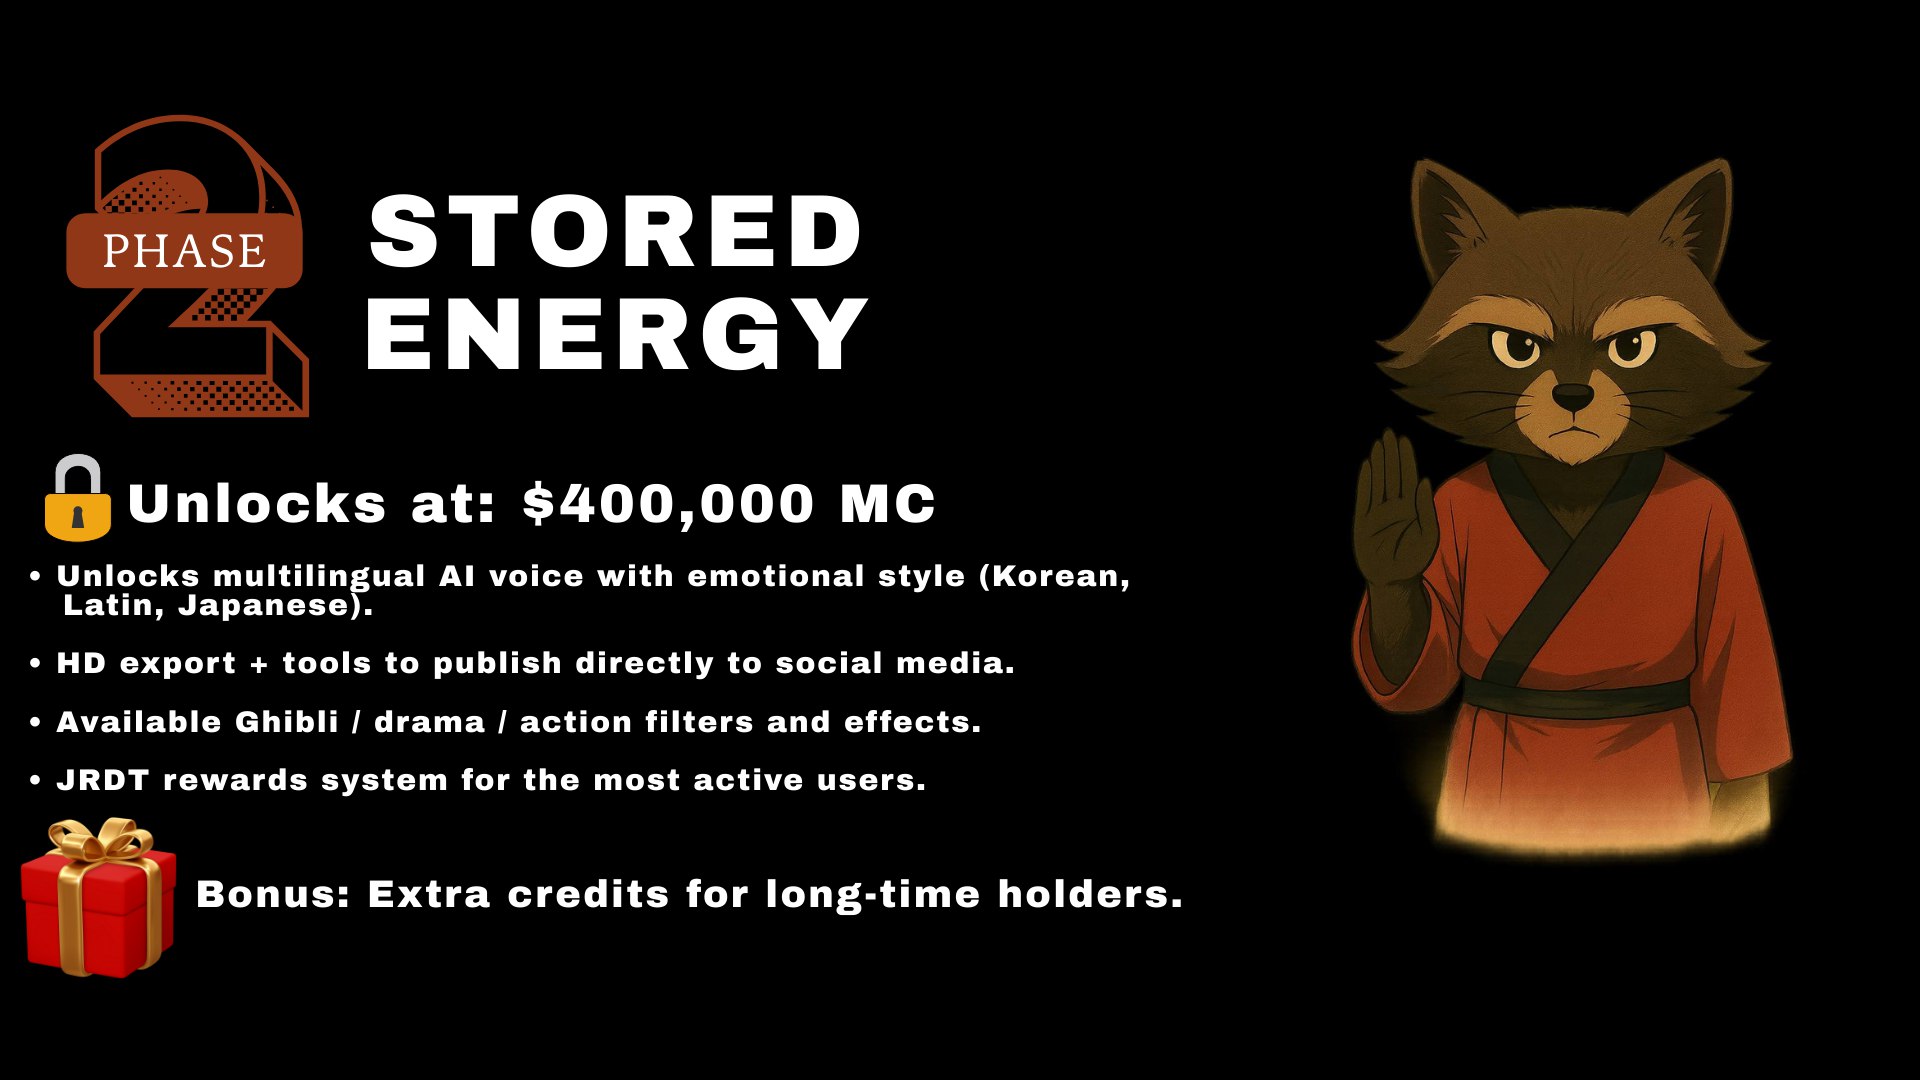 2
PHASE
STORED
ENERGY
Unlocks at: $400,000 MC
• Unlocks multilingual AI voice with emotional style (Korean,
Latin, Japanese).
• HD export + tools to publish directly to social media.
• Available Ghibli / drama / action filters and effects.
• JRDT rewards system for the most active users.
Bonus: Extra credits for long-time holders.